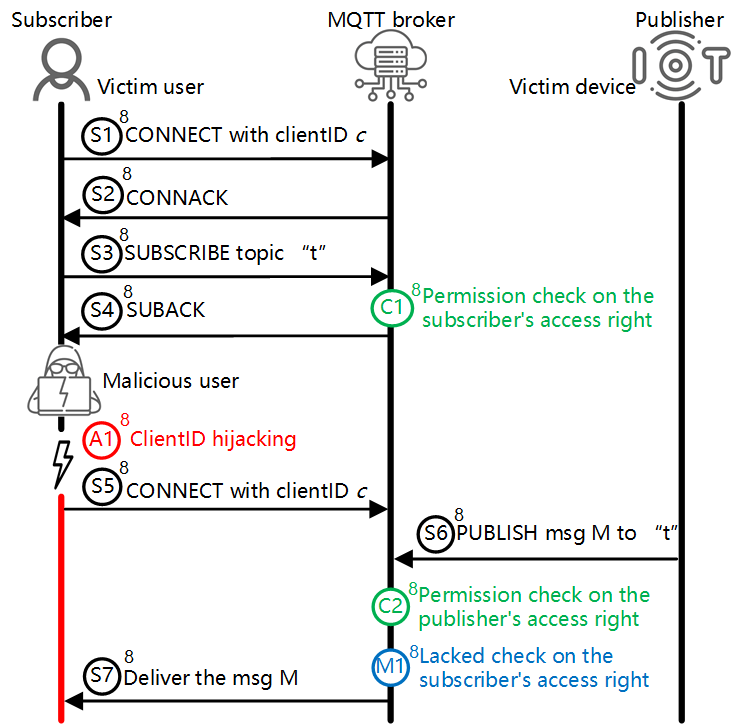 Subscriber MQTT broker Publisher
IOT
Victim user Victim device
S1 8 CONNECT with clientID c
S2 8 CONNACK
S3 8 SUBSCRIBE topic “t”
C1 8 Permission check on the
subscriber's access right
S4 8 SUBACK
Malicious user
A1 8 ClientID hijacking
S5 8 CONNECT with clientID c
S6 8 PUBLISH msg M to “t”
C2 8 Permission check on the
publisher's access right
M1 8 Lacked check on the
subscriber's access right
S7 8 Deliver the msg M